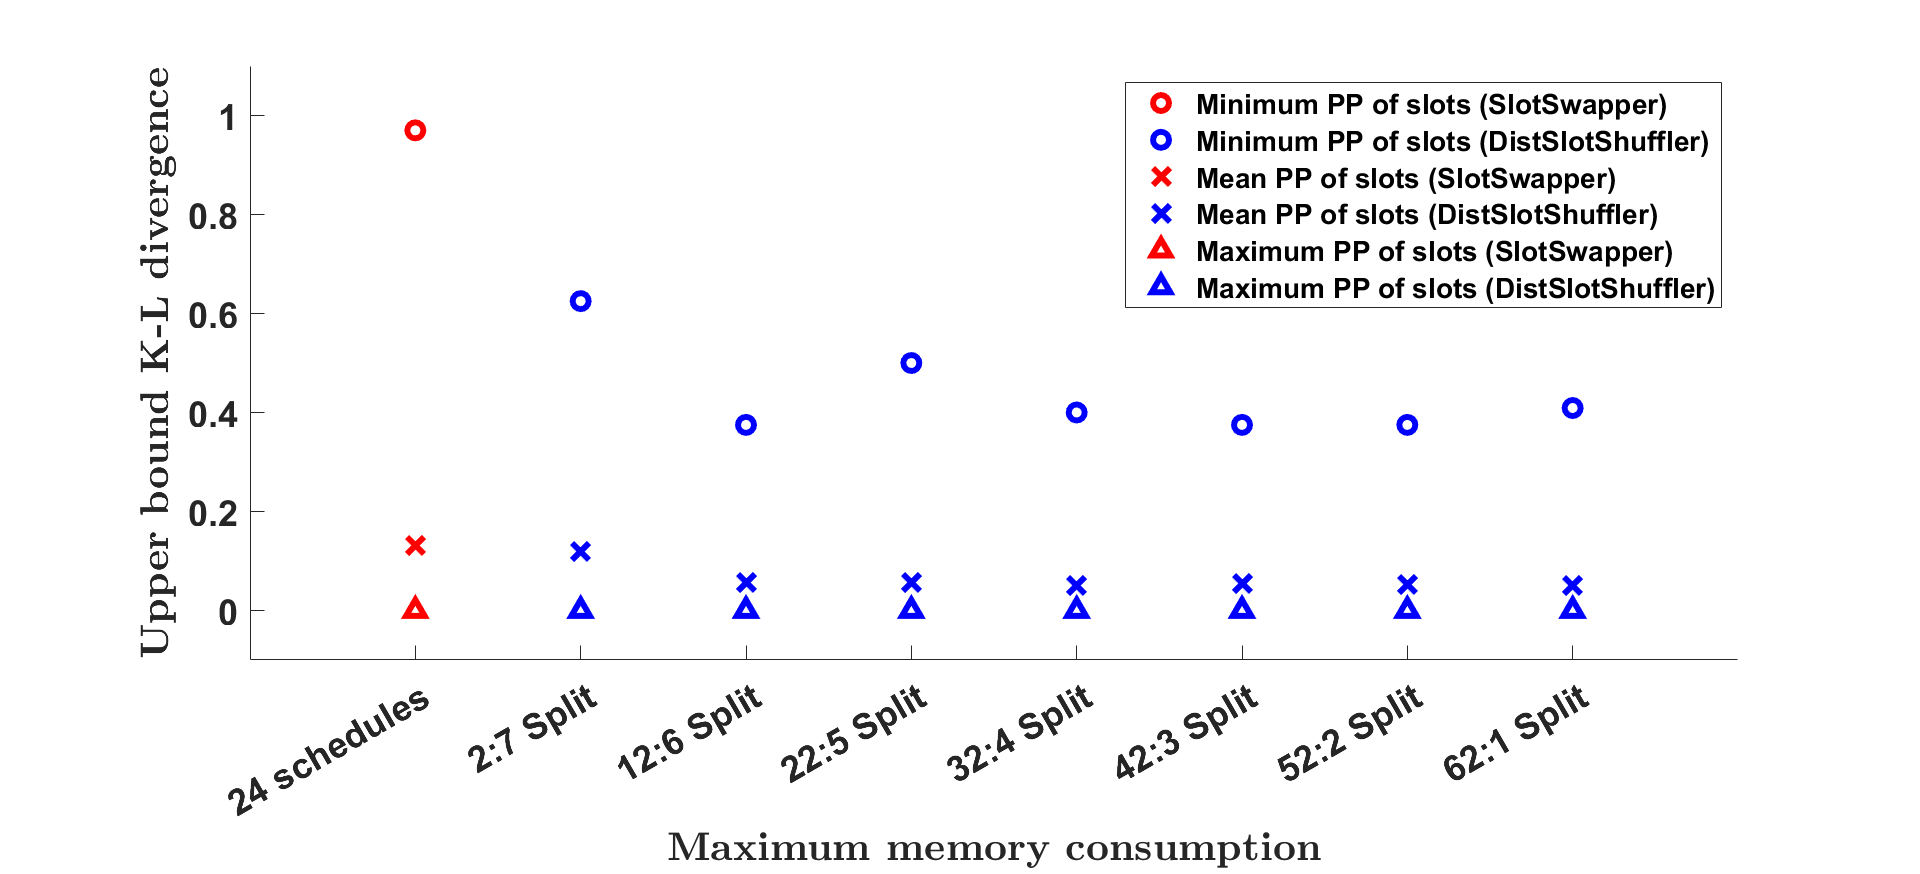 Upper bound K-L divergence
1
0.8
0.6
0.4
0.2
0
Minimum PP of slots (SlotSwapper)
Minimum PP of slots (DistSlotShuffler)
Mean PP of slots (SlotSwapper)
Mean PP of slots (DistSlotShuffler)
Maximum PP of slots (SlotSwapper)
Maximum PP of slots (DistSlotShuffler)
24 schedules
2:7 Split
12:6 Split
22:5 Split
32:4 Split
42:3 Split
52:2 Split
62:1 Split
Maximum memory consumption